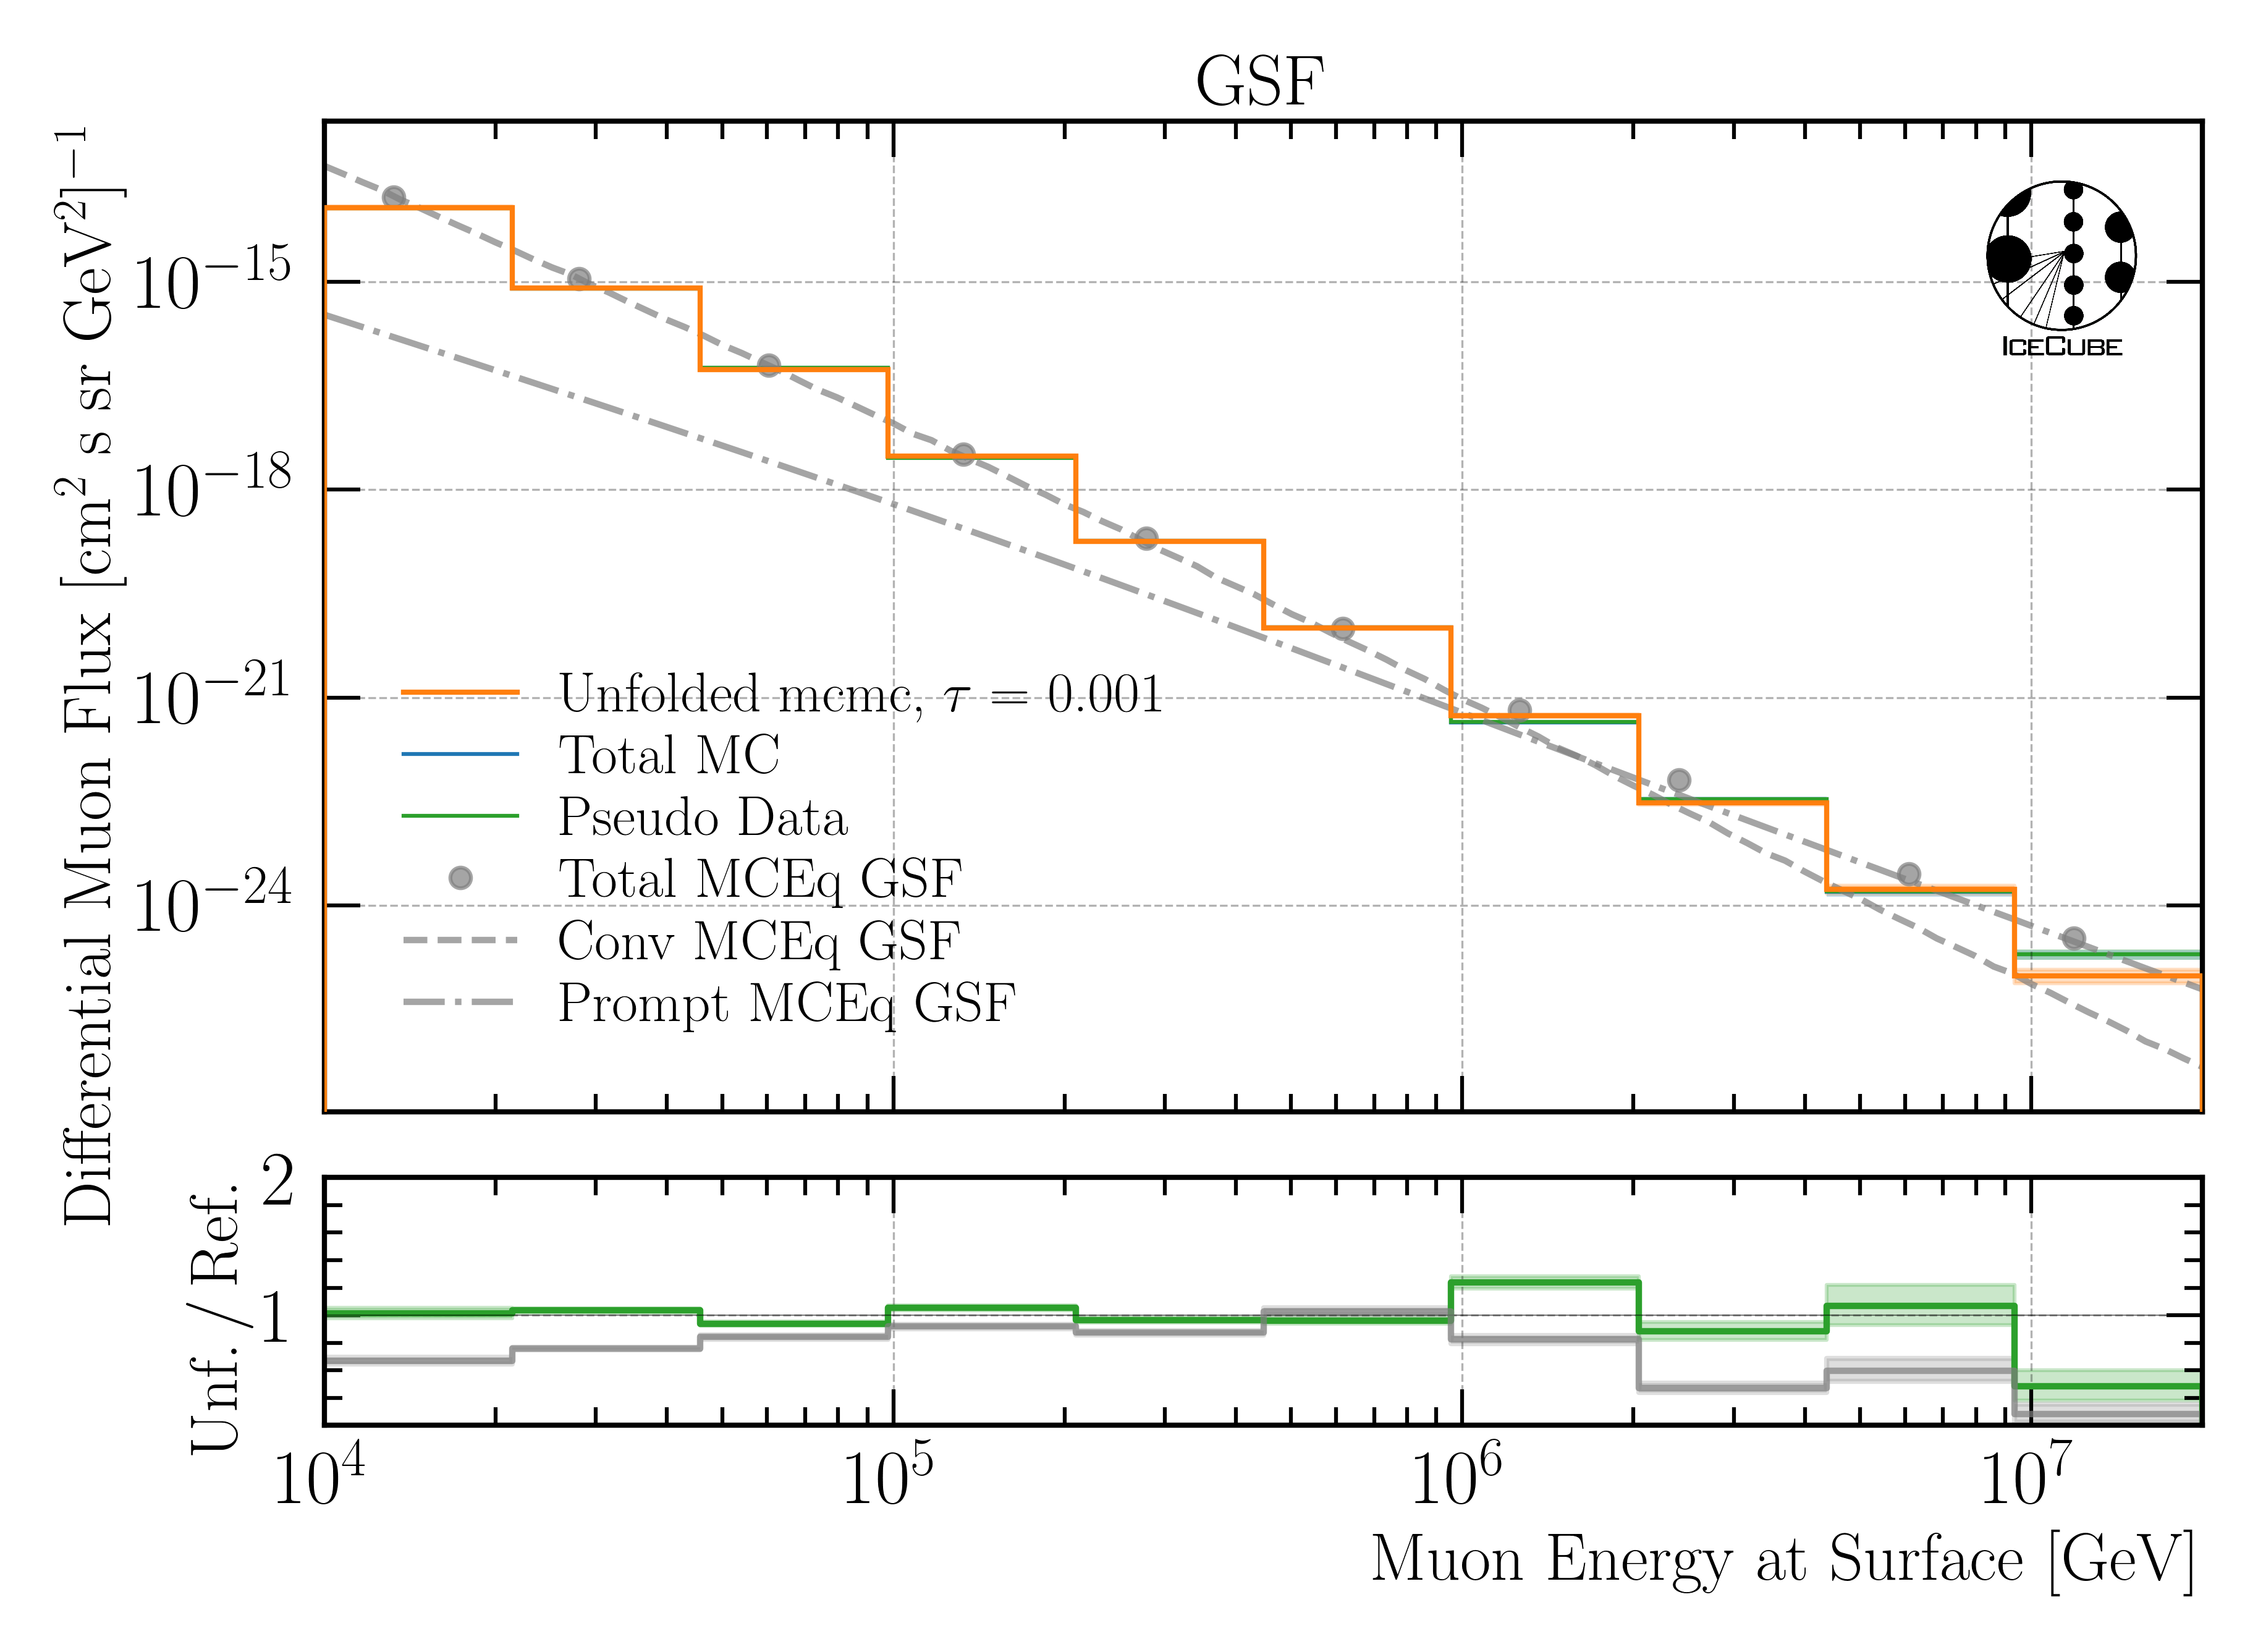 GSF
Differential Muon Flux [cm² s sr GeV²]⁻¹
10⁻¹⁵
10⁻¹⁸
10⁻²¹
10⁻²⁴
ICECUBE
Unfolded mcmc, τ = 0.001
Total MC
Pseudo Data
Total MCEq GSF
Conv MCEq GSF
Prompt MCEq GSF
Unf. / Ref.
2
1
10⁴ 10⁵ 10⁶ 10⁷
Muon Energy at Surface [GeV]